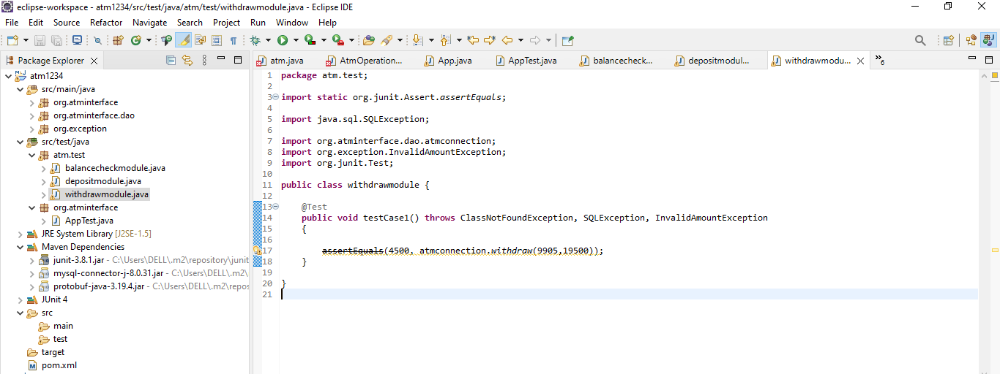 eclipse-workspace - atm1234/src/test/java/atm/test/withdrawmodule.java - Eclipse IDE
File Edit Source Refactor Navigate Search Project Run Window Help
Package Explorer
atm1234
src/main/java
org.atminterface
org.atminterface.dao
org.exception
src/test/java
atm.test
balancecheckmodule.java
depositmodule.java
withdrawmodule.java
org.atminterface
AppTest.java
JRE System Library [J2SE-1.5]
Maven Dependencies
junit-3.8.1.jar - C:\Users\DELL\.m2\repository\junit
mysql-connector-j-8.0.31.jar - C:\Users\DELL\.m2\
protobuf-java-3.19.4.jar - C:\Users\DELL\.m2\repos
JUnit 4
src
main
test
target
pom.xml
atm.java AtmOperation... App.java AppTest.java balancecheck... depositmodul... withdrawmodu... »6
1 package atm.test;
2
3 import static org.junit.Assert.assertEquals;
4
5 import java.sql.SQLException;
6
7 import org.atminterface.dao.atmconnection;
8 import org.exception.InvalidAmountException;
9 import org.junit.Test;
10
11 public class withdrawmodule {
12
13 @Test
14 public void testCase1() throws ClassNotFoundException, SQLException, InvalidAmountException
15 {
16
17 assertEquals(4500, atmconnection.withdraw(9905,19500));
18 }
19
20 }
21